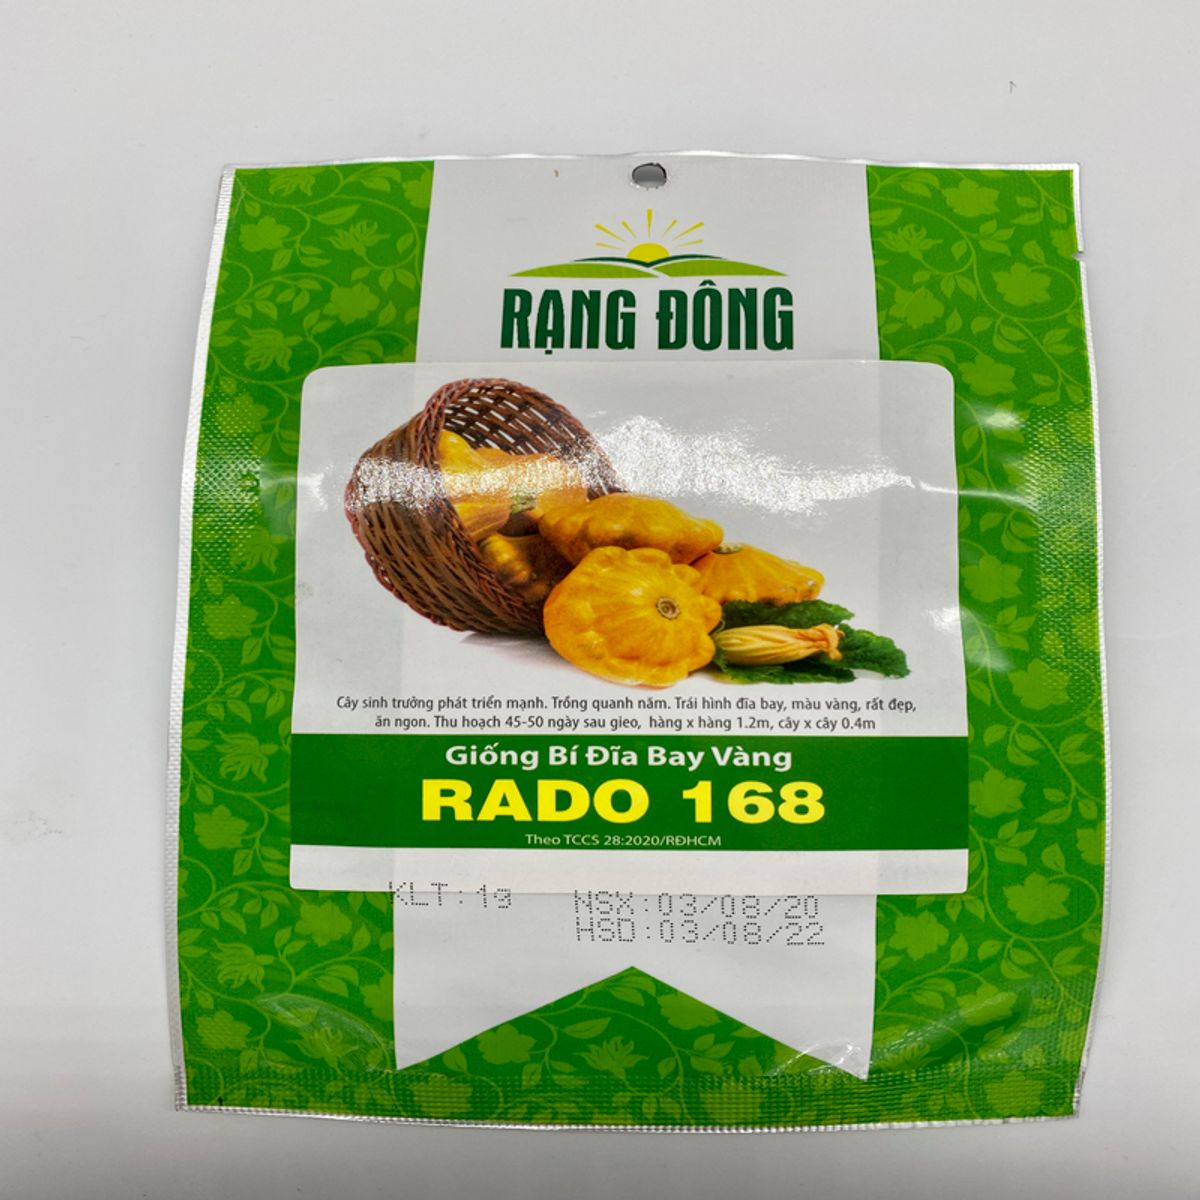 RẠNG ĐÔNG
Cây sinh trưởng phát triển mạnh. Trồng quanh năm. Trái hình đĩa bay, màu vàng, rất đẹp,
ăn ngon. Thu hoạch 45-50 ngày sau gieo, hàng x hàng 1.2m, cây x cây 0.4m
Giống Bí Đĩa Bay Vàng
RADO 168
Theo TCCS 28:2020/RĐHCM
KLT:1g
NSX:03/08/20
HSD:03/08/22